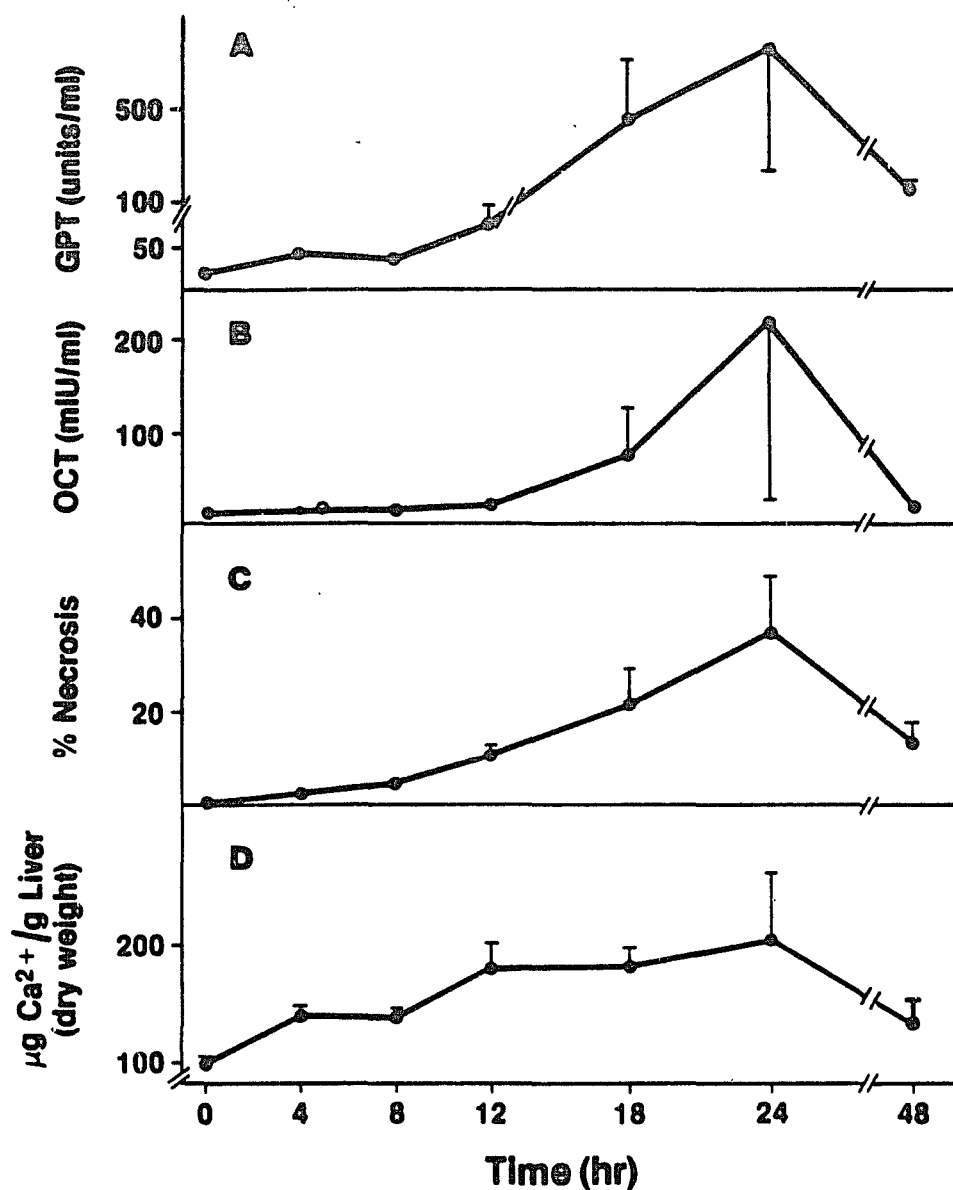 A
GPT (units/ml)
500
100
50
B
OCT (mIU/ml)
200
100
C
% Necrosis
40
20
D
µg Ca²⁺/g Liver
(dry weight)
200
100
0 4 8 12 18 24 48
Time (hr)